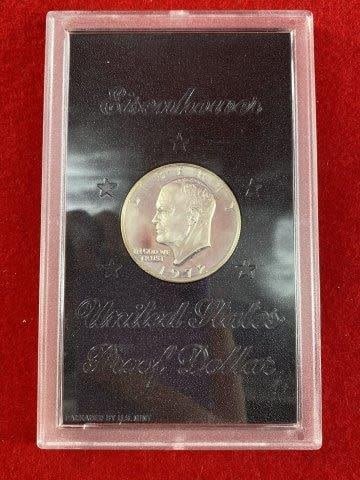 Eisenhower
LIBERTY
IN GOD WE
TRUST
1972
United States
Proof Dollar
PACKAGED BY U.S. MINT